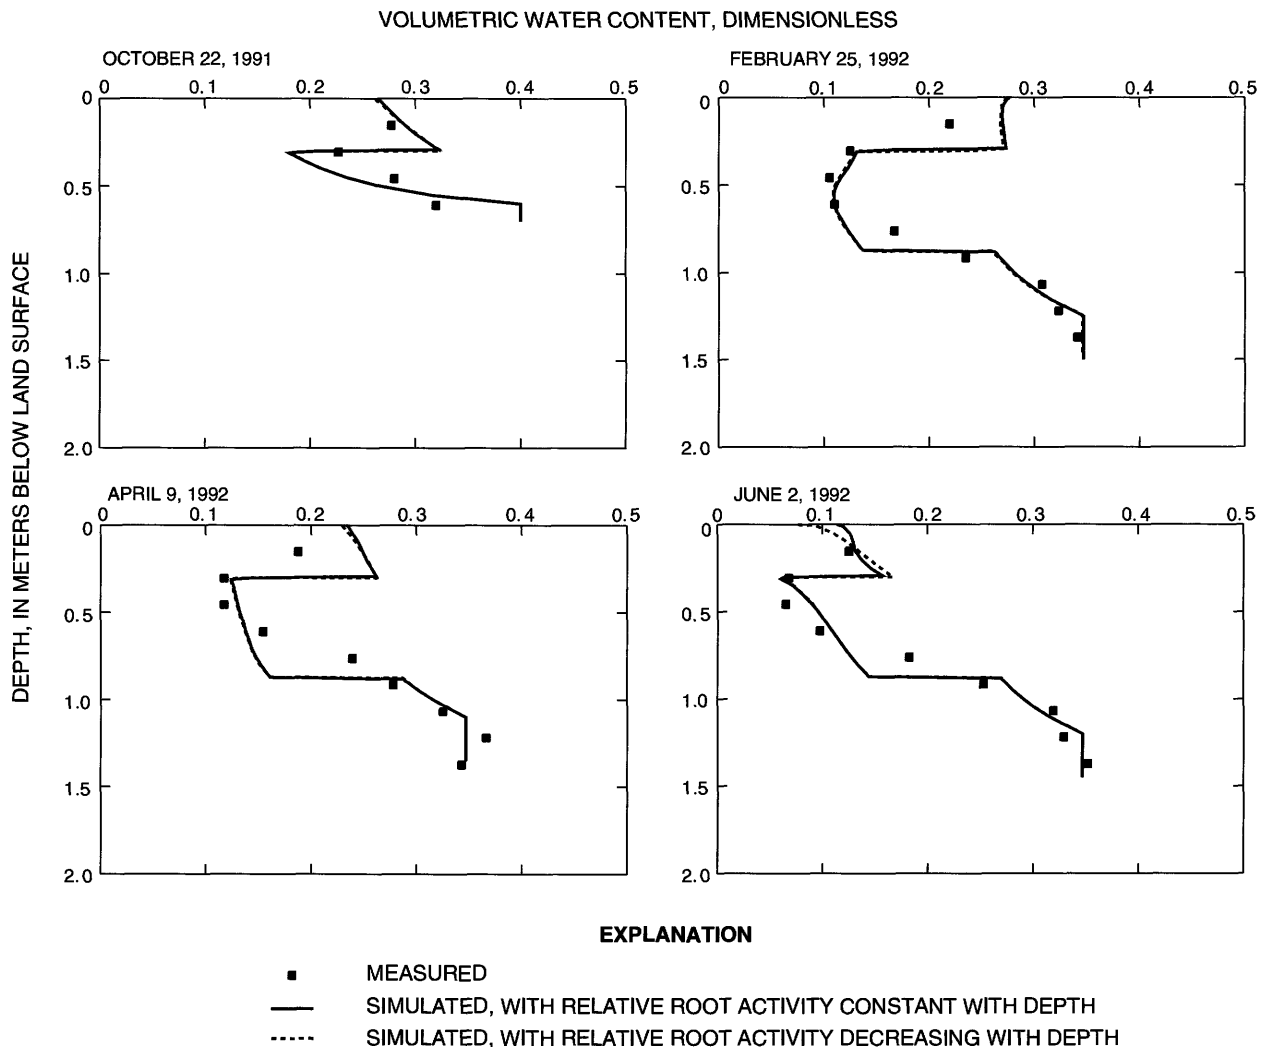 VOLUMETRIC WATER CONTENT, DIMENSIONLESS
OCTOBER 22, 1991
0 0.1 0.2 0.3 0.4 0.5
0
0.5
1.0
1.5
2.0
FEBRUARY 25, 1992
0 0.1 0.2 0.3 0.4 0.5
0
0.5
1.0
1.5
2.0
DEPTH, IN METERS BELOW LAND SURFACE
APRIL 9, 1992
0 0.1 0.2 0.3 0.4 0.5
0
0.5
1.0
1.5
2.0
JUNE 2, 1992
0 0.1 0.2 0.3 0.4 0.5
0
0.5
1.0
1.5
2.0
EXPLANATION
MEASURED
SIMULATED, WITH RELATIVE ROOT ACTIVITY CONSTANT WITH DEPTH
SIMULATED, WITH RELATIVE ROOT ACTIVITY DECREASING WITH DEPTH